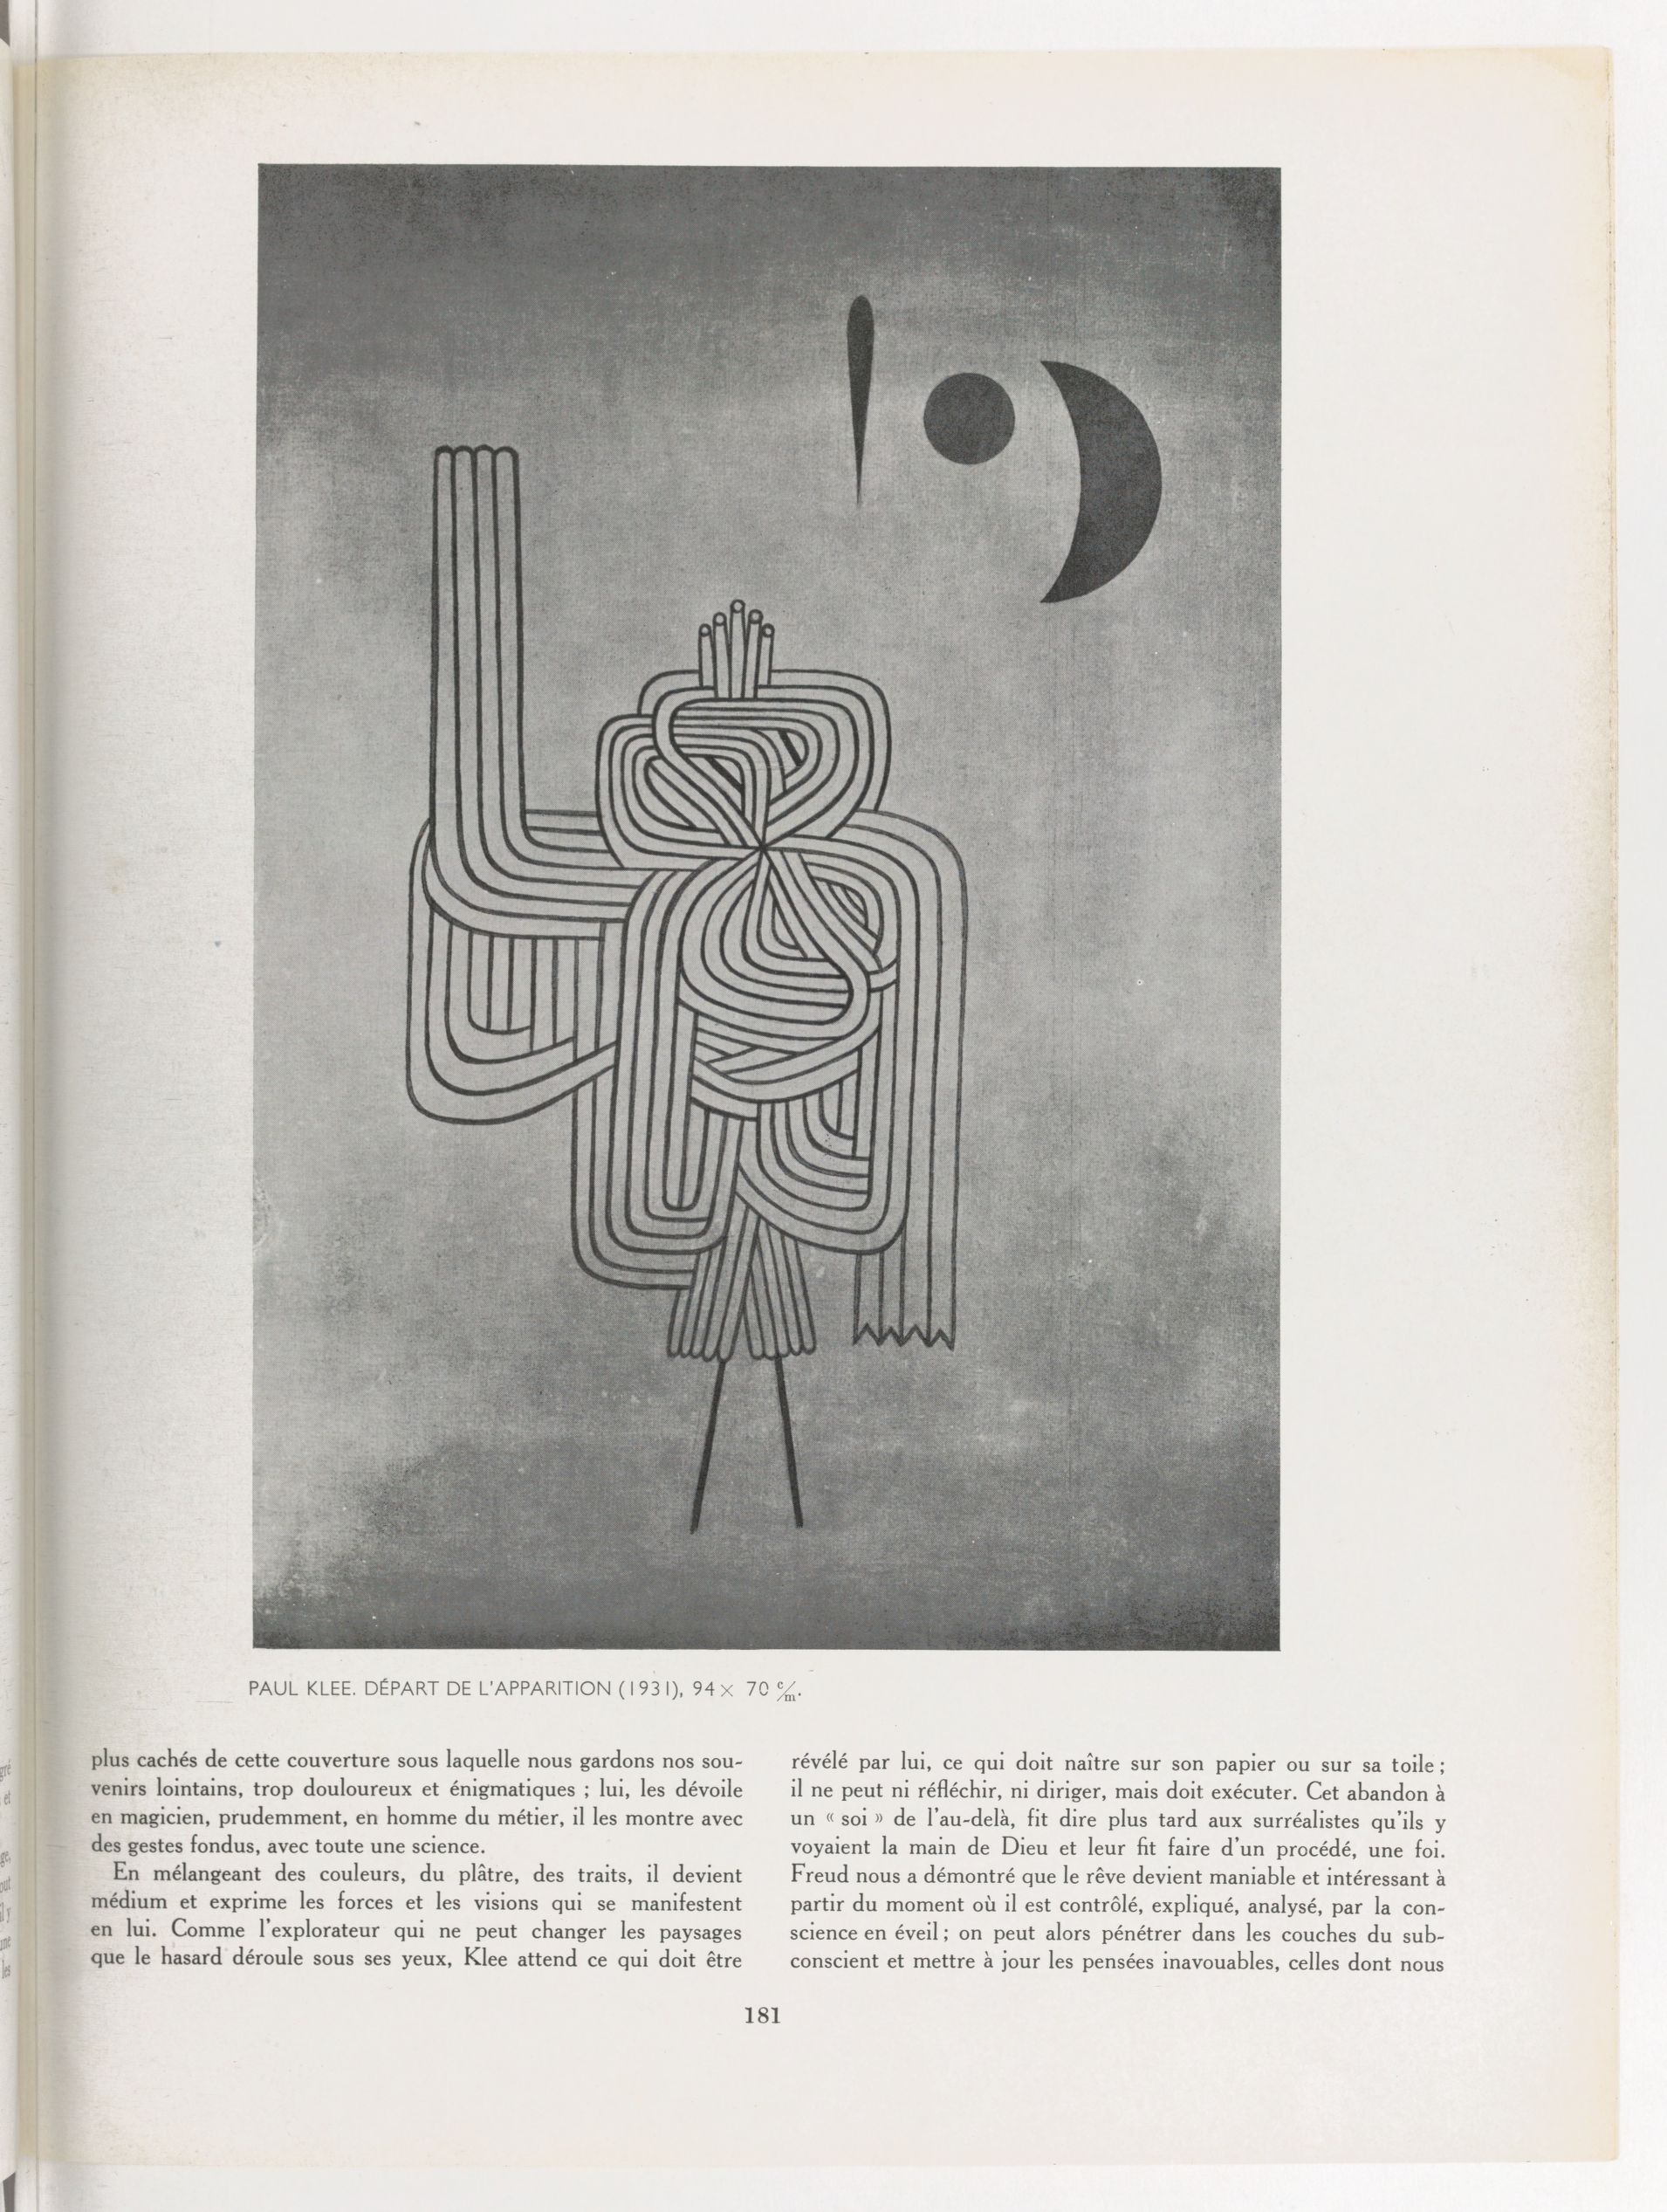 PAUL KLEE. DÉPART DE L'APPARITION (1931), 94 × 70 c/m.
plus cachés de cette couverture sous laquelle nous gardons nos sou-
venirs lointains, trop douloureux et énigmatiques ; lui, les dévoile
en magicien, prudemment, en homme du métier, il les montre avec
des gestes fondus, avec toute une science.
En mélangeant des couleurs, du plâtre, des traits, il devient
médium et exprime les forces et les visions qui se manifestent
en lui. Comme l'explorateur qui ne peut changer les paysages
que le hasard déroule sous ses yeux, Klee attend ce qui doit être
révélé par lui, ce qui doit naître sur son papier ou sur sa toile ;
il ne peut ni réfléchir, ni diriger, mais doit exécuter. Cet abandon à
un « soi » de l'au-delà, fit dire plus tard aux surréalistes qu'ils y
voyaient la main de Dieu et leur fit faire d'un procédé, une foi.
Freud nous a démontré que le rêve devient maniable et intéressant à
partir du moment où il est contrôlé, expliqué, analysé, par la con-
science en éveil ; on peut alors pénétrer dans les couches du sub-
conscient et mettre à jour les pensées inavouables, celles dont nous
181